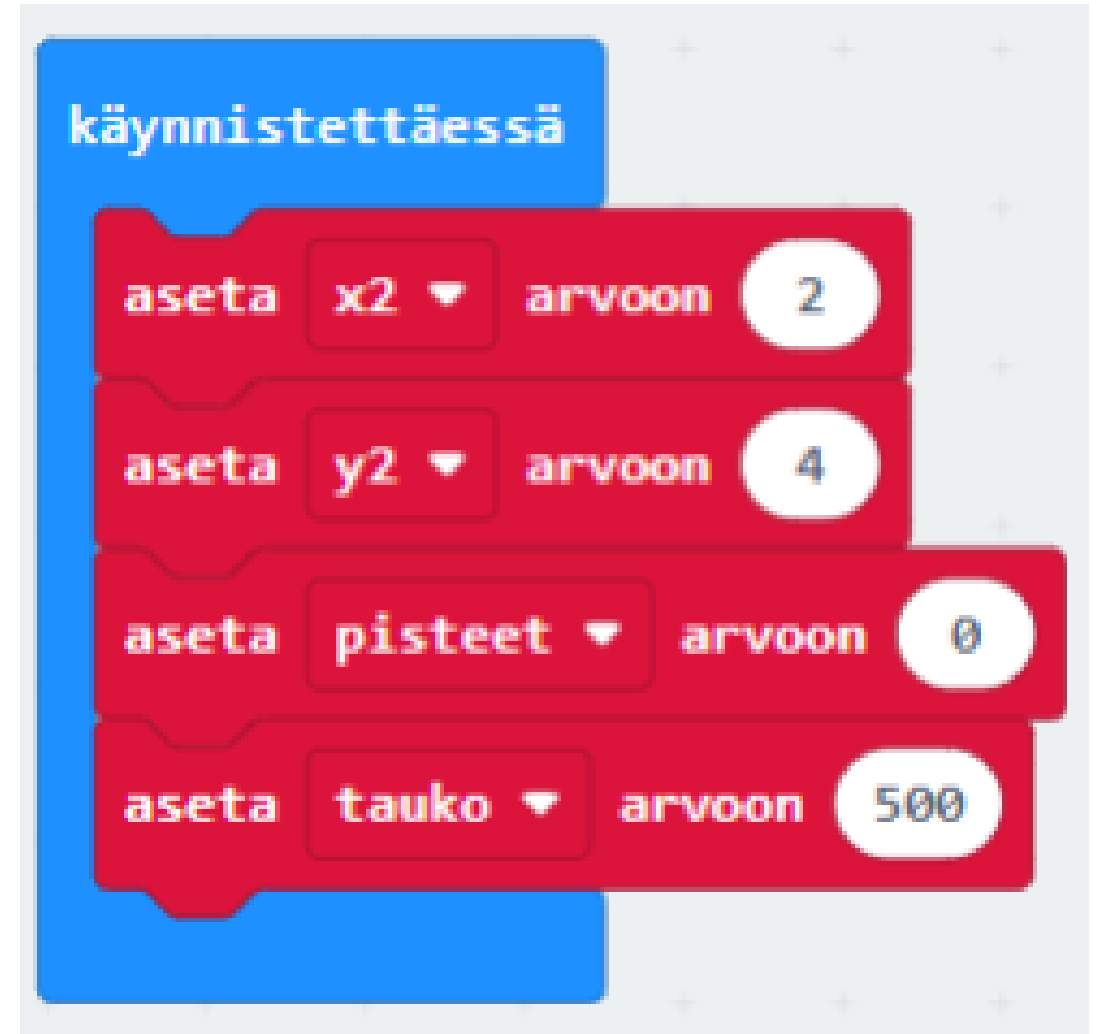 käynnistettäessä
aseta x2 arvoon 2
aseta y2 arvoon 4
aseta pisteet arvoon 0
aseta tauko arvoon 500